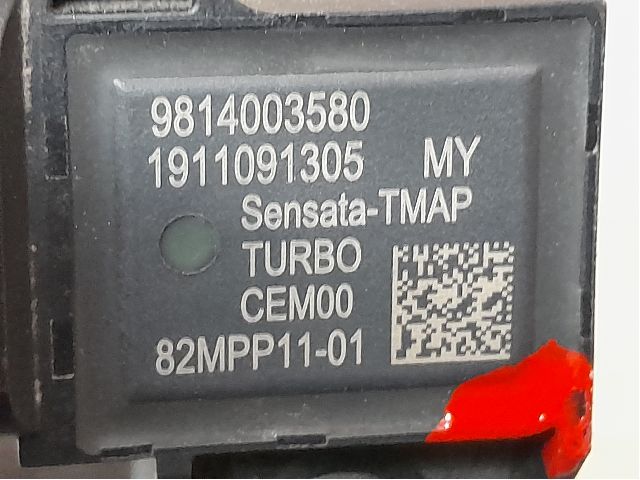 9814003580
1911091305 MY
Sensata-TMAP
TURBO
CEM00
82MPP11-01